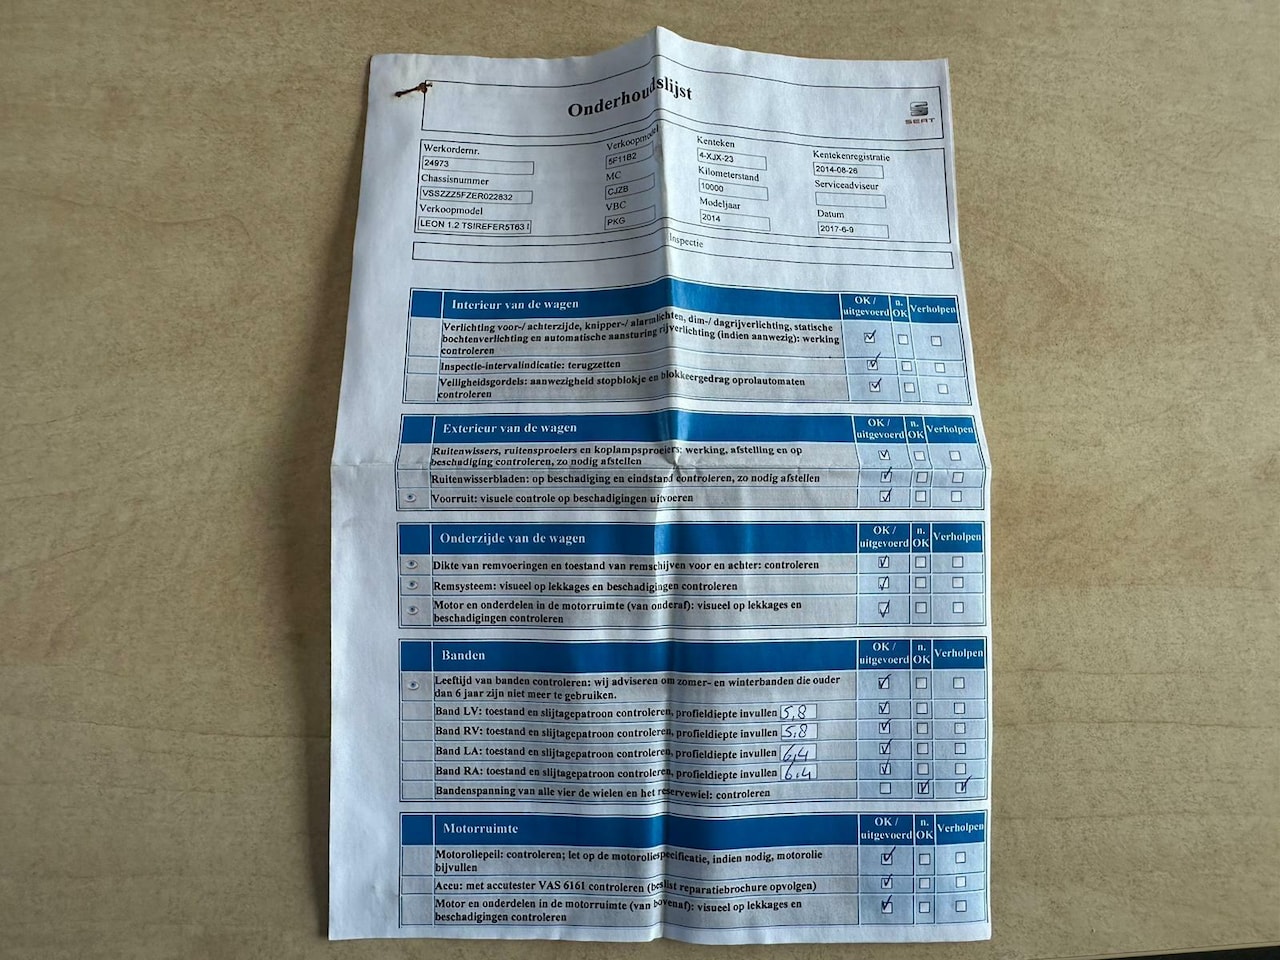 Onderhoudslijst
SEAT
Werkordernr.
24973
Chassisnummer
VSSZZZ5FZER022832
Verkoopmodel
LEON 1.2 TSIREFER5T63
Verkoopmodel
5F11B2
MC
CJZB
VBC
PKG
Kenteken
4-XJX-23
Kilometerstand
10000
Modeljaar
2014
Kentekenregistratie
2014-08-26
Serviceadviseur
Datum
2017-6-9
Inspectie
Interieur van de wagen OK / uitgevoerd n. OK Verholpen
Verlichting voor-/ achterzijde, knipper-/ alarmlichten, dim-/ dagrijverlichting, statische
bochtenverlichting en automatische aansturing rijverlichting (indien aanwezig): werking
controleren
Inspectie-intervalindicatie: terugzetten
Veiligheidsgordels: aanwezigheid stopblokje en blokkeergedrag oprolautomaten
controleren
Exterieur van de wagen OK / uitgevoerd n. OK Verholpen
Ruitenwissers, ruitensproeiers en koplampsproeiers: werking, afstelling en op
beschadiging controleren, zo nodig afstellen
Ruitenwisserbladen: op beschadiging en eindstand controleren, zo nodig afstellen
Voorruit: visuele controle op beschadigingen uitvoeren
Onderzijde van de wagen OK / uitgevoerd n. OK Verholpen
Dikte van remvoeringen en toestand van remschijven voor en achter: controleren
Remsysteem: visueel op lekkages en beschadigingen controleren
Motor en onderdelen in de motorruimte (van onderaf): visueel op lekkages en
beschadigingen controleren
Banden OK / uitgevoerd n. OK Verholpen
Leeftijd van banden controleren: wij adviseren om zomer- en winterbanden die ouder
dan 6 jaar zijn niet meer te gebruiken.
Band LV: toestand en slijtagepatroon controleren, profieldiepte invullen 5,8
Band RV: toestand en slijtagepatroon controleren, profieldiepte invullen 5,8
Band LA: toestand en slijtagepatroon controleren, profieldiepte invullen 6,4
Band RA: toestand en slijtagepatroon controleren, profieldiepte invullen 6.4
Bandenspanning van alle vier de wielen en het reservewiel: controleren
Motorruimte OK / uitgevoerd n. OK Verholpen
Motoroliepeil: controleren; let op de motoroliespecificatie, indien nodig, motorolie
bijvullen
Accu: met accutester VAS 6161 controleren (beslist reparatiebrochure opvolgen)
Motor en onderdelen in de motorruimte (van bovenaf): visueel op lekkages en
beschadigingen controleren